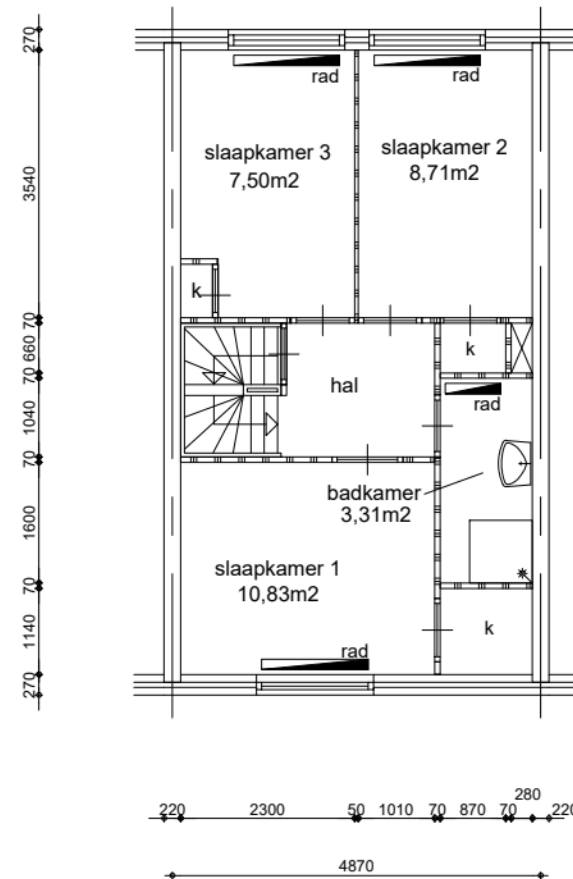 rad
rad
slaapkamer 3
7,50m2
slaapkamer 2
8,71m2
k
k
hal
rad
badkamer
3,31m2
slaapkamer 1
10,83m2
k
rad
270
3540
70
660
70
1040
70
1600
70
1140
270
280
220
2300
50
1010
70
870
70
220
4870